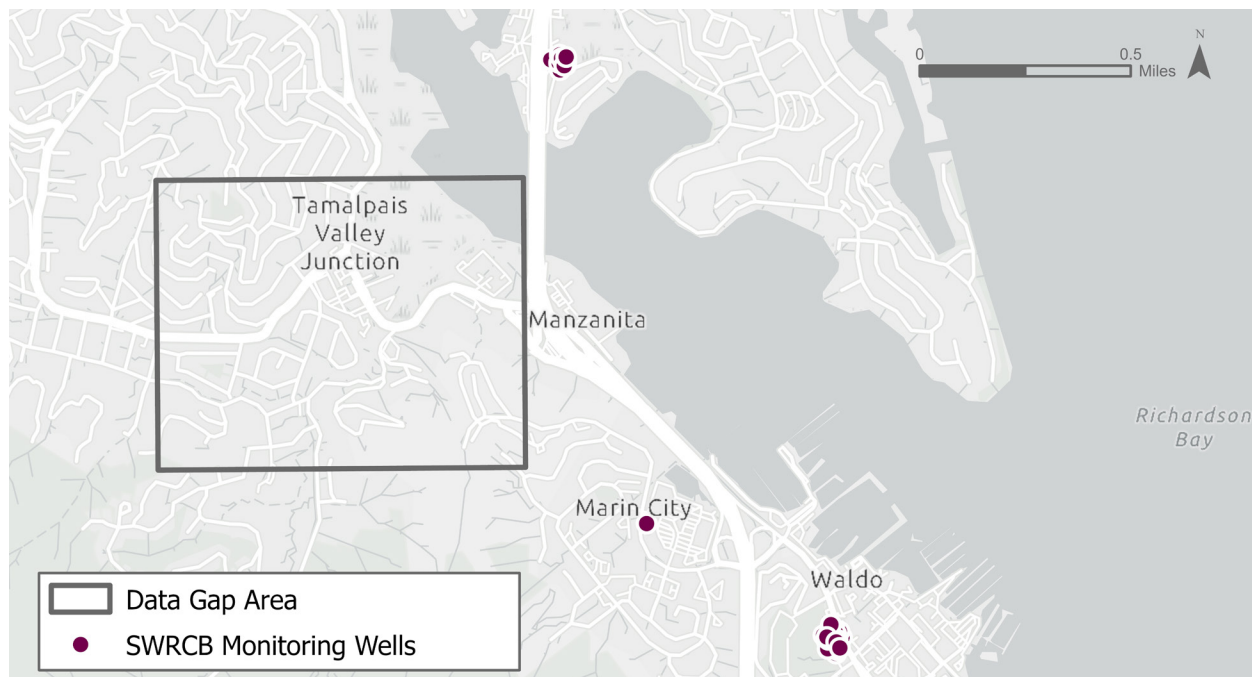 N
0
0.5
Miles
Tamalpais
Valley
Junction
Manzanita
Richardson
Bay
Marin City
Waldo
Data Gap Area
SWRCB Monitoring Wells